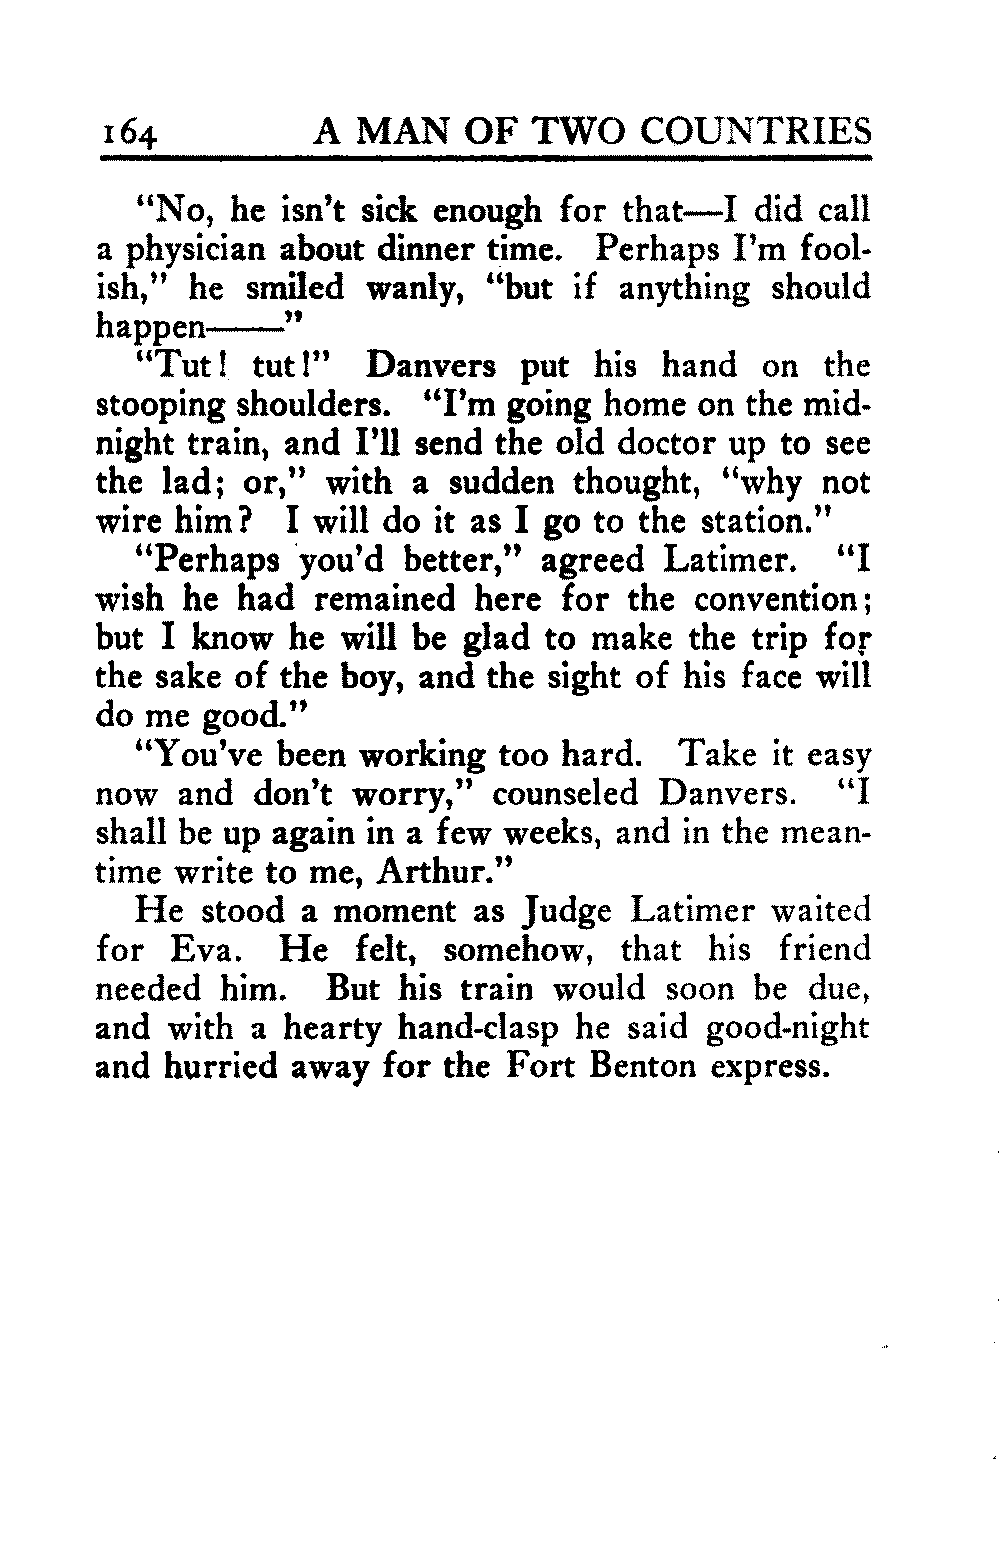 164 A MAN OF TWO COUNTRIES
“No, he isn’t sick enough for that—I did call
a physician about dinner time. Perhaps I’m fool-
ish,” he smiled wanly, “but if anything should
happen——”
“Tut! tut!” Danvers put his hand on the
stooping shoulders. “I’m going home on the mid-
night train, and I’ll send the old doctor up to see
the lad; or,” with a sudden thought, “why not
wire him? I will do it as I go to the station.”
“Perhaps you’d better,” agreed Latimer. “I
wish he had remained here for the convention;
but I know he will be glad to make the trip for
the sake of the boy, and the sight of his face will
do me good.”
“You’ve been working too hard. Take it easy
now and don’t worry,” counseled Danvers. “I
shall be up again in a few weeks, and in the mean-
time write to me, Arthur.”
He stood a moment as Judge Latimer waited
for Eva. He felt, somehow, that his friend
needed him. But his train would soon be due,
and with a hearty hand-clasp he said good-night
and hurried away for the Fort Benton express.